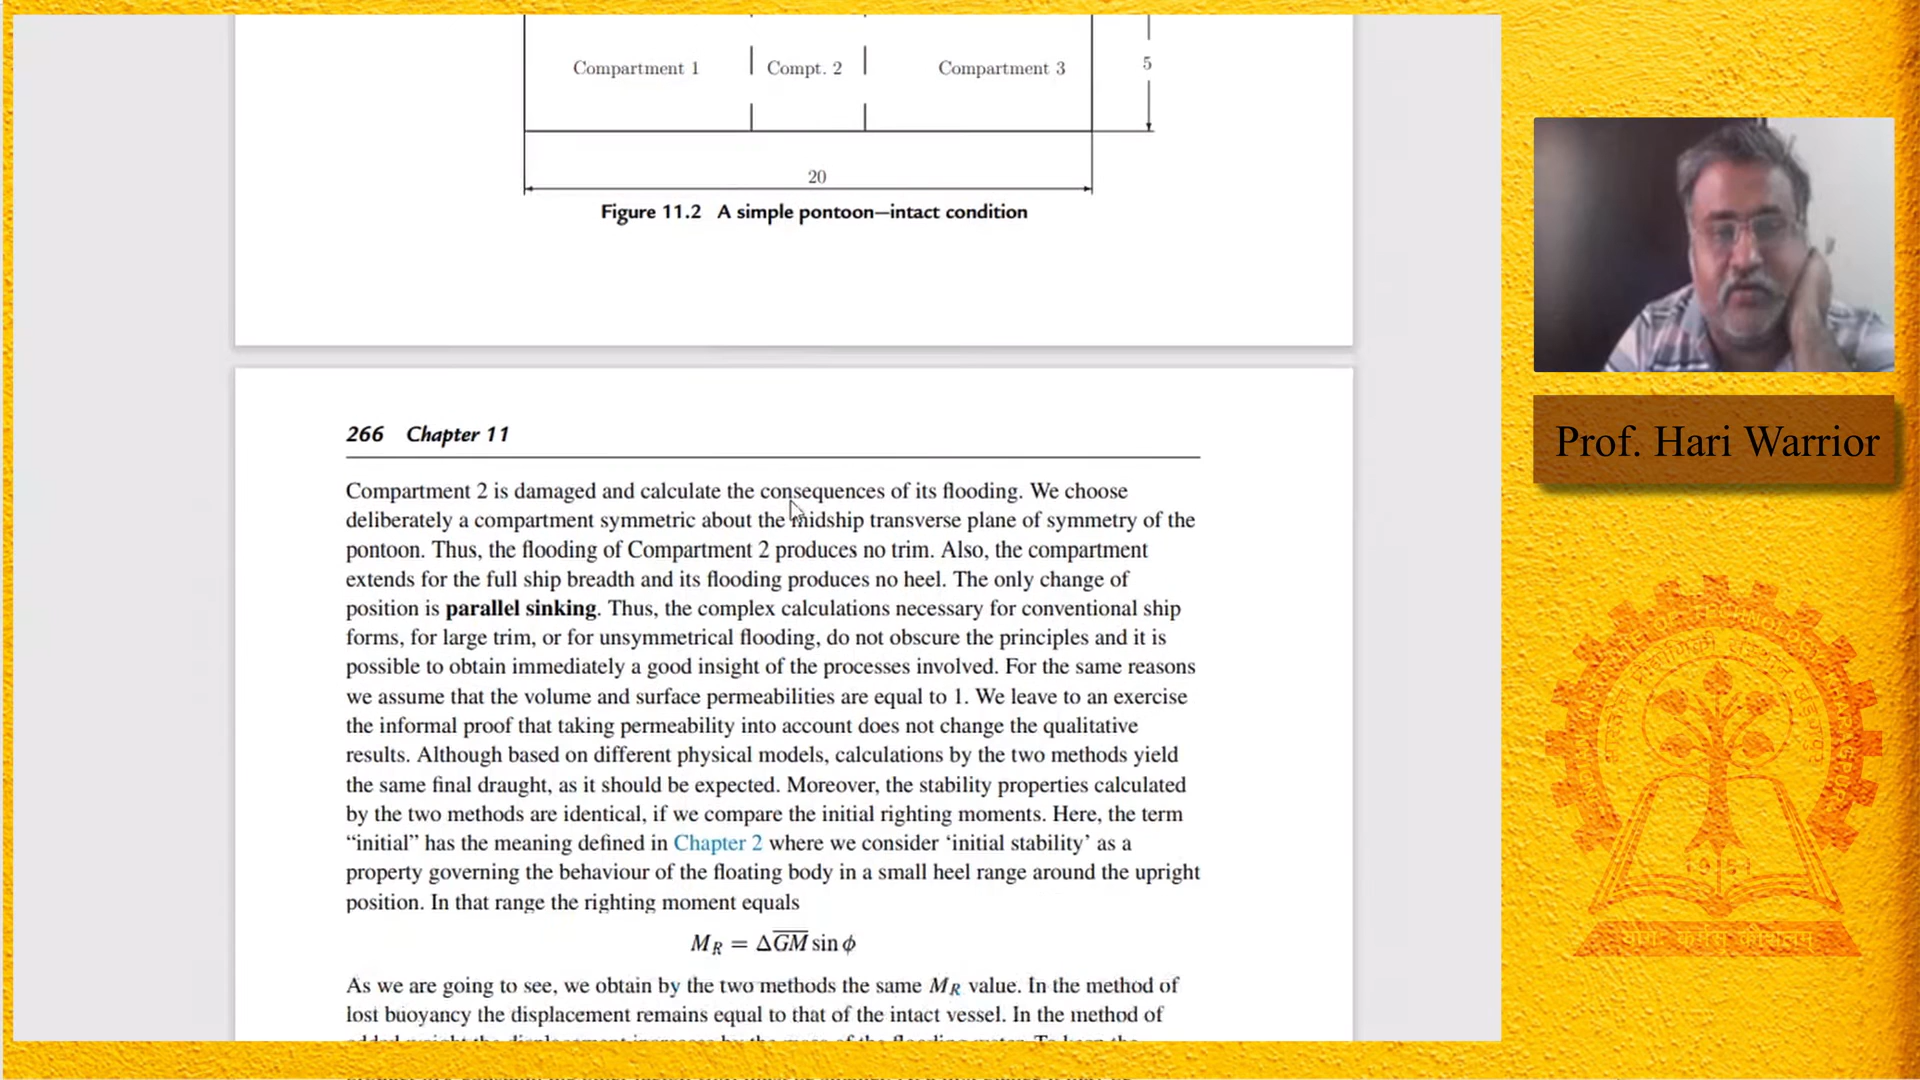 Compartment 1
Compt. 2
Compartment 3
5
20
Figure 11.2 A simple pontoon—intact condition
266 Chapter 11
Compartment 2 is damaged and calculate the consequences of its flooding. We choose
deliberately a compartment symmetric about the midship transverse plane of symmetry of the
pontoon. Thus, the flooding of Compartment 2 produces no trim. Also, the compartment
extends for the full ship breadth and its flooding produces no heel. The only change of
position is parallel sinking. Thus, the complex calculations necessary for conventional ship
forms, for large trim, or for unsymmetrical flooding, do not obscure the principles and it is
possible to obtain immediately a good insight of the processes involved. For the same reasons
we assume that the volume and surface permeabilities are equal to 1. We leave to an exercise
the informal proof that taking permeability into account does not change the qualitative
results. Although based on different physical models, calculations by the two methods yield
the same final draught, as it should be expected. Moreover, the stability properties calculated
by the two methods are identical, if we compare the initial righting moments. Here, the term
“initial” has the meaning defined in Chapter 2 where we consider ‘initial stability’ as a
property governing the behaviour of the floating body in a small heel range around the upright
position. In that range the righting moment equals
M_R = Δ\overline{GM} sin ϕ
As we are going to see, we obtain by the two methods the same M_R value. In the method of
lost buoyancy the displacement remains equal to that of the intact vessel. In the method of
Prof. Hari Warrior
1951
योगः कर्मसु कौशलम्